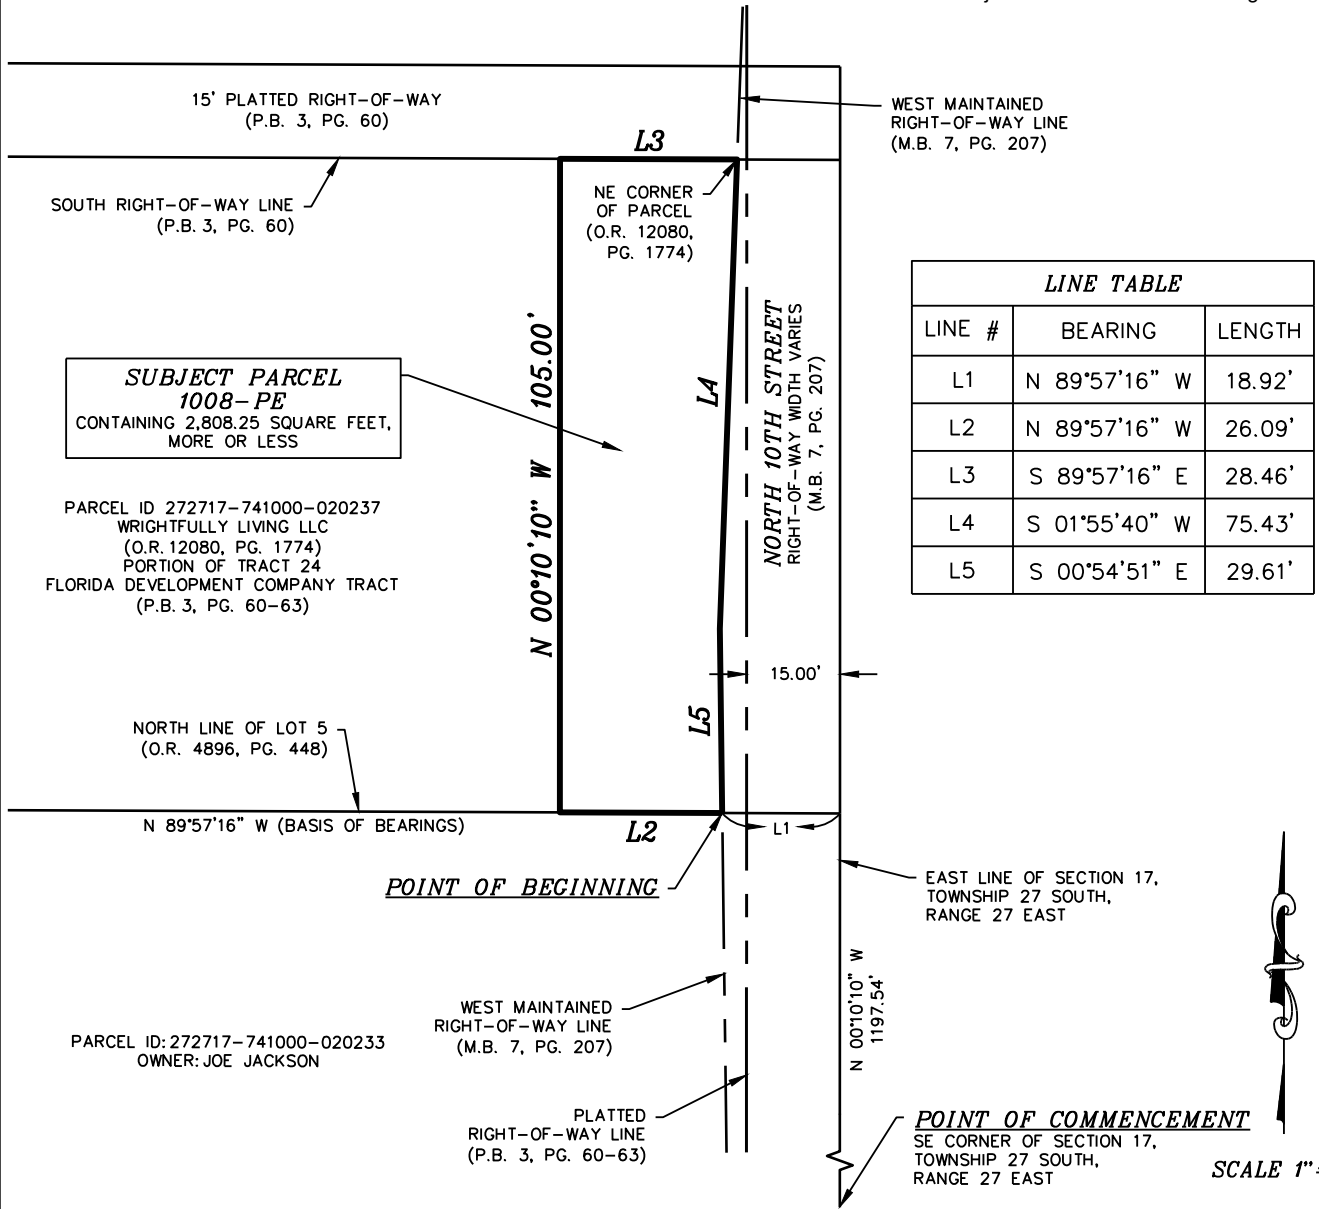 15' PLATTED RIGHT-OF-WAY
(P.B. 3, PG. 60)
WEST MAINTAINED
RIGHT-OF-WAY LINE
(M.B. 7, PG. 207)
L3
SOUTH RIGHT-OF-WAY LINE
(P.B. 3, PG. 60)
NE CORNER
OF PARCEL
(O.R. 12080,
PG. 1774)
LINE TABLE
LINE # BEARING LENGTH
L1 N 89°57'16" W 18.92'
L2 N 89°57'16" W 26.09'
L3 S 89°57'16" E 28.46'
L4 S 01°55'40" W 75.43'
L5 S 00°54'51" E 29.61'
SUBJECT PARCEL
1008-PE
CONTAINING 2,808.25 SQUARE FEET,
MORE OR LESS
N 00°10'10" W 105.00'
L4
NORTH 10TH STREET
RIGHT-OF-WAY WIDTH VARIES
(M.B. 7, PG. 207)
PARCEL ID 272717-741000-020237
WRIGHTFULLY LIVING LLC
(O.R. 12080, PG. 1774)
PORTION OF TRACT 24
FLORIDA DEVELOPMENT COMPANY TRACT
(P.B. 3, PG. 60-63)
15.00'
L5
NORTH LINE OF LOT 5
(O.R. 4896, PG. 448)
N 89°57'16" W (BASIS OF BEARINGS)
L2
L1
POINT OF BEGINNING
EAST LINE OF SECTION 17,
TOWNSHIP 27 SOUTH,
RANGE 27 EAST
N 00°10'10" W
1197.54'
WEST MAINTAINED
RIGHT-OF-WAY LINE
(M.B. 7, PG. 207)
PARCEL ID: 272717-741000-020233
OWNER: JOE JACKSON
PLATTED
RIGHT-OF-WAY LINE
(P.B. 3, PG. 60-63)
POINT OF COMMENCEMENT
SE CORNER OF SECTION 17,
TOWNSHIP 27 SOUTH,
RANGE 27 EAST
SCALE 1"=